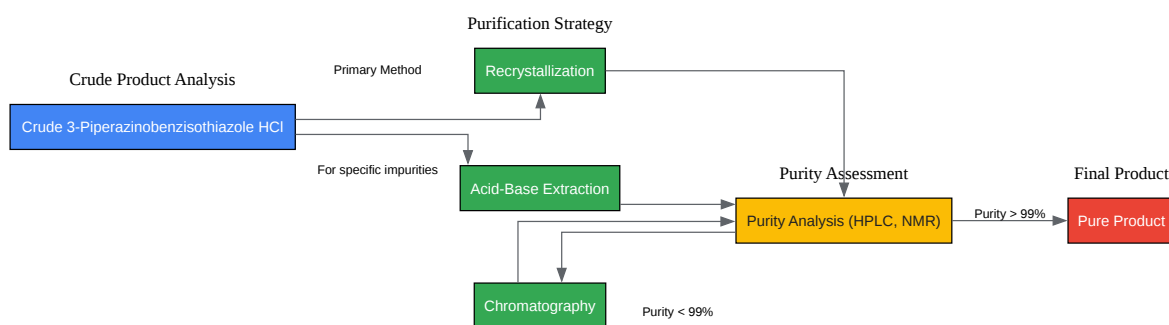 Purification Strategy
Crude Product Analysis
Primary Method
Recrystallization
Crude 3-Piperazinobenzisothiazole HCl
For specific impurities
Acid-Base Extraction
Purity Assessment
Final Product
Purity Analysis (HPLC, NMR)
Purity > 99%
Pure Product
Chromatography
Purity < 99%